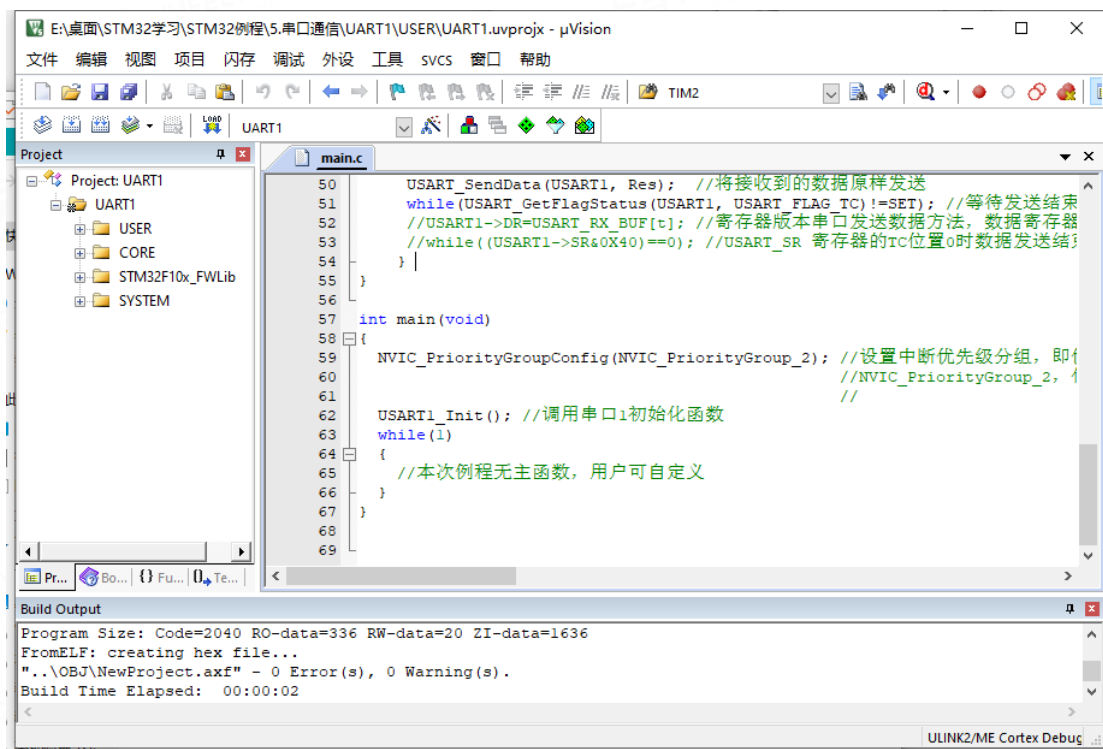 E:\桌面\STM32学习\STM32例程\5.串口通信\UART1\USER\UART1.uvprojx - µVision
文件 编辑 视图 项目 闪存 调试 外设 工具 SVCS 窗口 帮助
TIM2
LOAD UART1
Project
main.c
Project: UART1
UART1
USER
CORE
STM32F10x_FWLib
SYSTEM
50 USART_SendData(USART1, Res); //将接收到的数据原样发送
51 while(USART_GetFlagStatus(USART1, USART_FLAG_TC)!=SET); //等待发送结束
52 //USART1->DR=USART_RX_BUF[t]; //寄存器版本串口发送数据方法，数据寄存器
53 //while((USART1->SR&0X40)==0); //USART_SR 寄存器的TC位置0时数据发送结束
54 }
55 }
56
57 int main(void)
58 {
59 NVIC_PriorityGroupConfig(NVIC_PriorityGroup_2); //设置中断优先级分组，即
60 //NVIC_PriorityGroup_2，
61 //
62 USART1_Init(); //调用串口1初始化函数
63 while(1)
64 {
65 //本次例程无主函数，用户可自定义
66 }
67 }
68
69
Pr... Bo... {} Fu... 0 Te...
Build Output
Program Size: Code=2040 RO-data=336 RW-data=20 ZI-data=1636
FromELF: creating hex file...
"..\OBJ\NewProject.axf" - 0 Error(s), 0 Warning(s).
Build Time Elapsed:  00:00:02
ULINK2/ME Cortex Debug